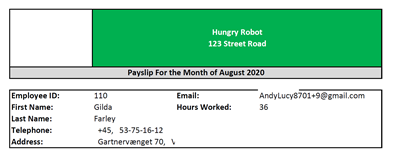 Hungry Robot
123 Street Road
Payslip For the Month of August 2020
Employee ID: 110 Email: AndyLucy8701+9@gmail.com
First Name: Gilda Hours Worked: 36
Last Name: Farley
Telephone: +45, 53-75-16-12
Address: Gartnervænget 70,